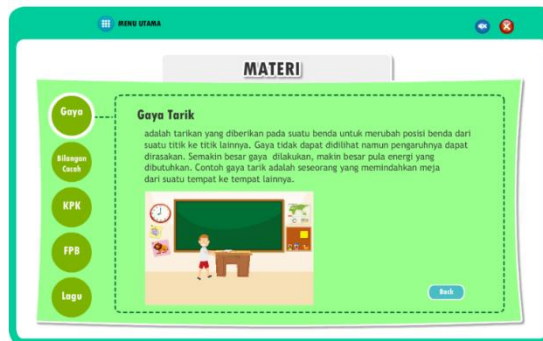 MENU UTAMA
MATERI
Gaya
Bilangan
Cacah
KPK
FPB
Lagu
Gaya Tarik
adalah tarikan yang diberikan pada suatu benda untuk merubah posisi benda dari
suatu titik ke titik lainnya. Gaya tidak dapat didilihat namun pengaruhnya dapat
dirasakan. Semakin besar gaya dilakukan, makin besar pula energi yang
dibutuhkan. Contoh gaya tarik adalah seseorang yang memindahkan meja
dari suatu tempat ke tempat lainnya.
Back